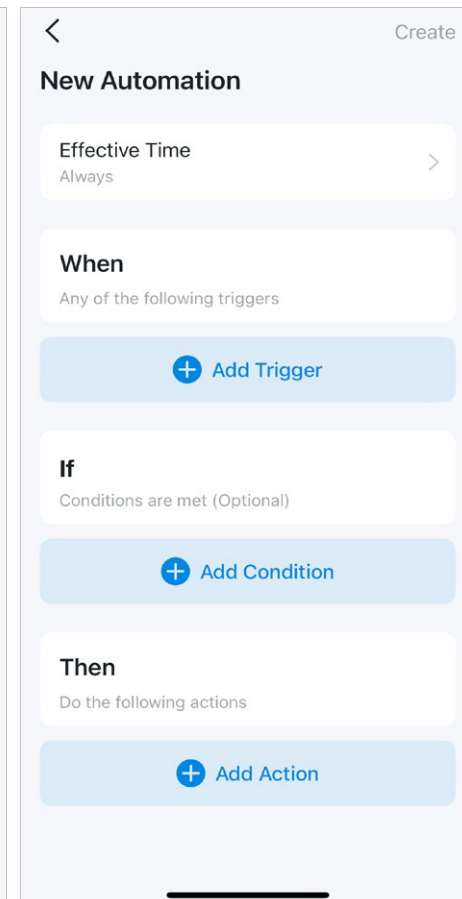 Create
New Automation
Effective Time
Always
When
Any of the following triggers
Add Trigger
If
Conditions are met (Optional)
Add Condition
Then
Do the following actions
Add Action